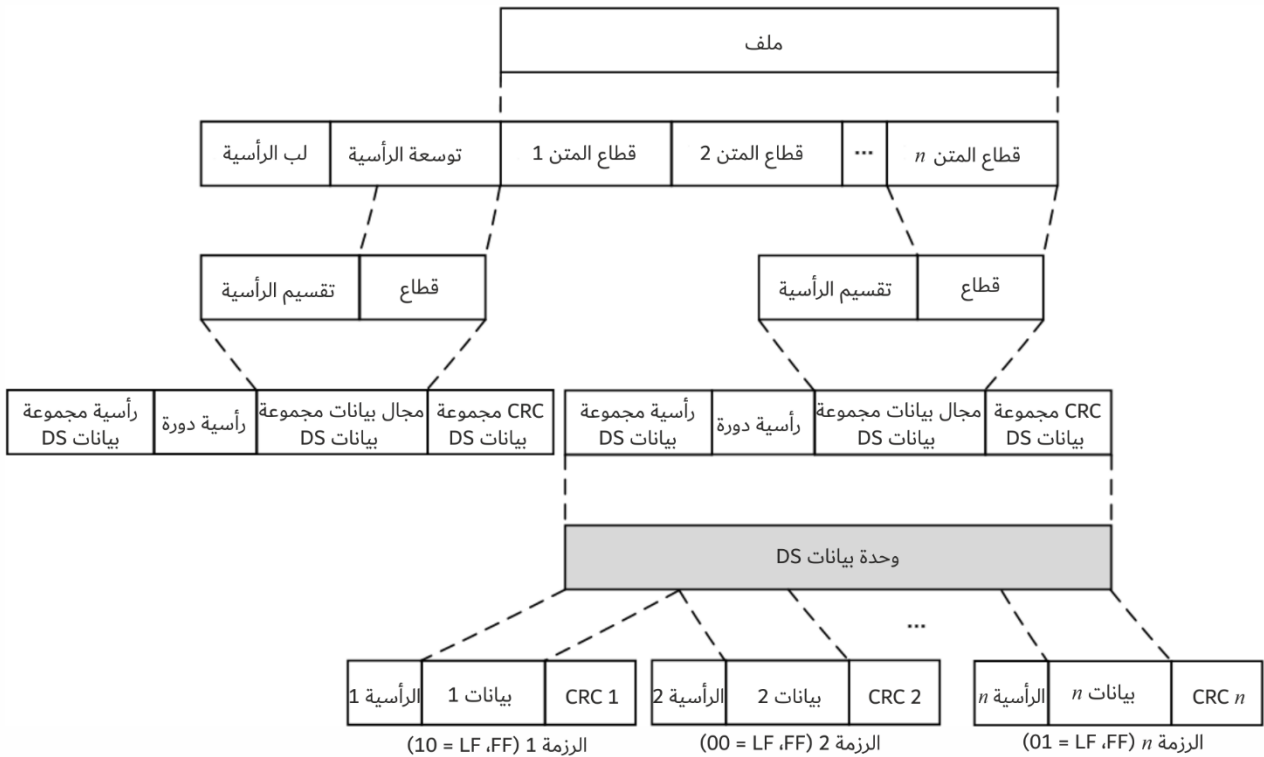 ملف
لب الرأسية
توسعة الرأسية
قطاع المتن 1
قطاع المتن 2
...
قطاع المتن n
تقسيم الرأسية
قطاع
تقسيم الرأسية
قطاع
رأسية مجموعة
بيانات DS
رأسية دورة
مجال بيانات مجموعة
بيانات DS
CRC مجموعة
بيانات DS
رأسية مجموعة
بيانات DS
رأسية دورة
مجال بيانات مجموعة
بيانات DS
CRC مجموعة
بيانات DS
وحدة بيانات DS
...
الرأسية 1
بيانات 1
CRC 1
الرأسية 2
بيانات 2
CRC 2
الرأسية n
بيانات n
CRC n
الرزمة 1 (10 = LF ،FF)
الرزمة 2 (00 = LF ،FF)
الرزمة n (01 = LF ،FF)